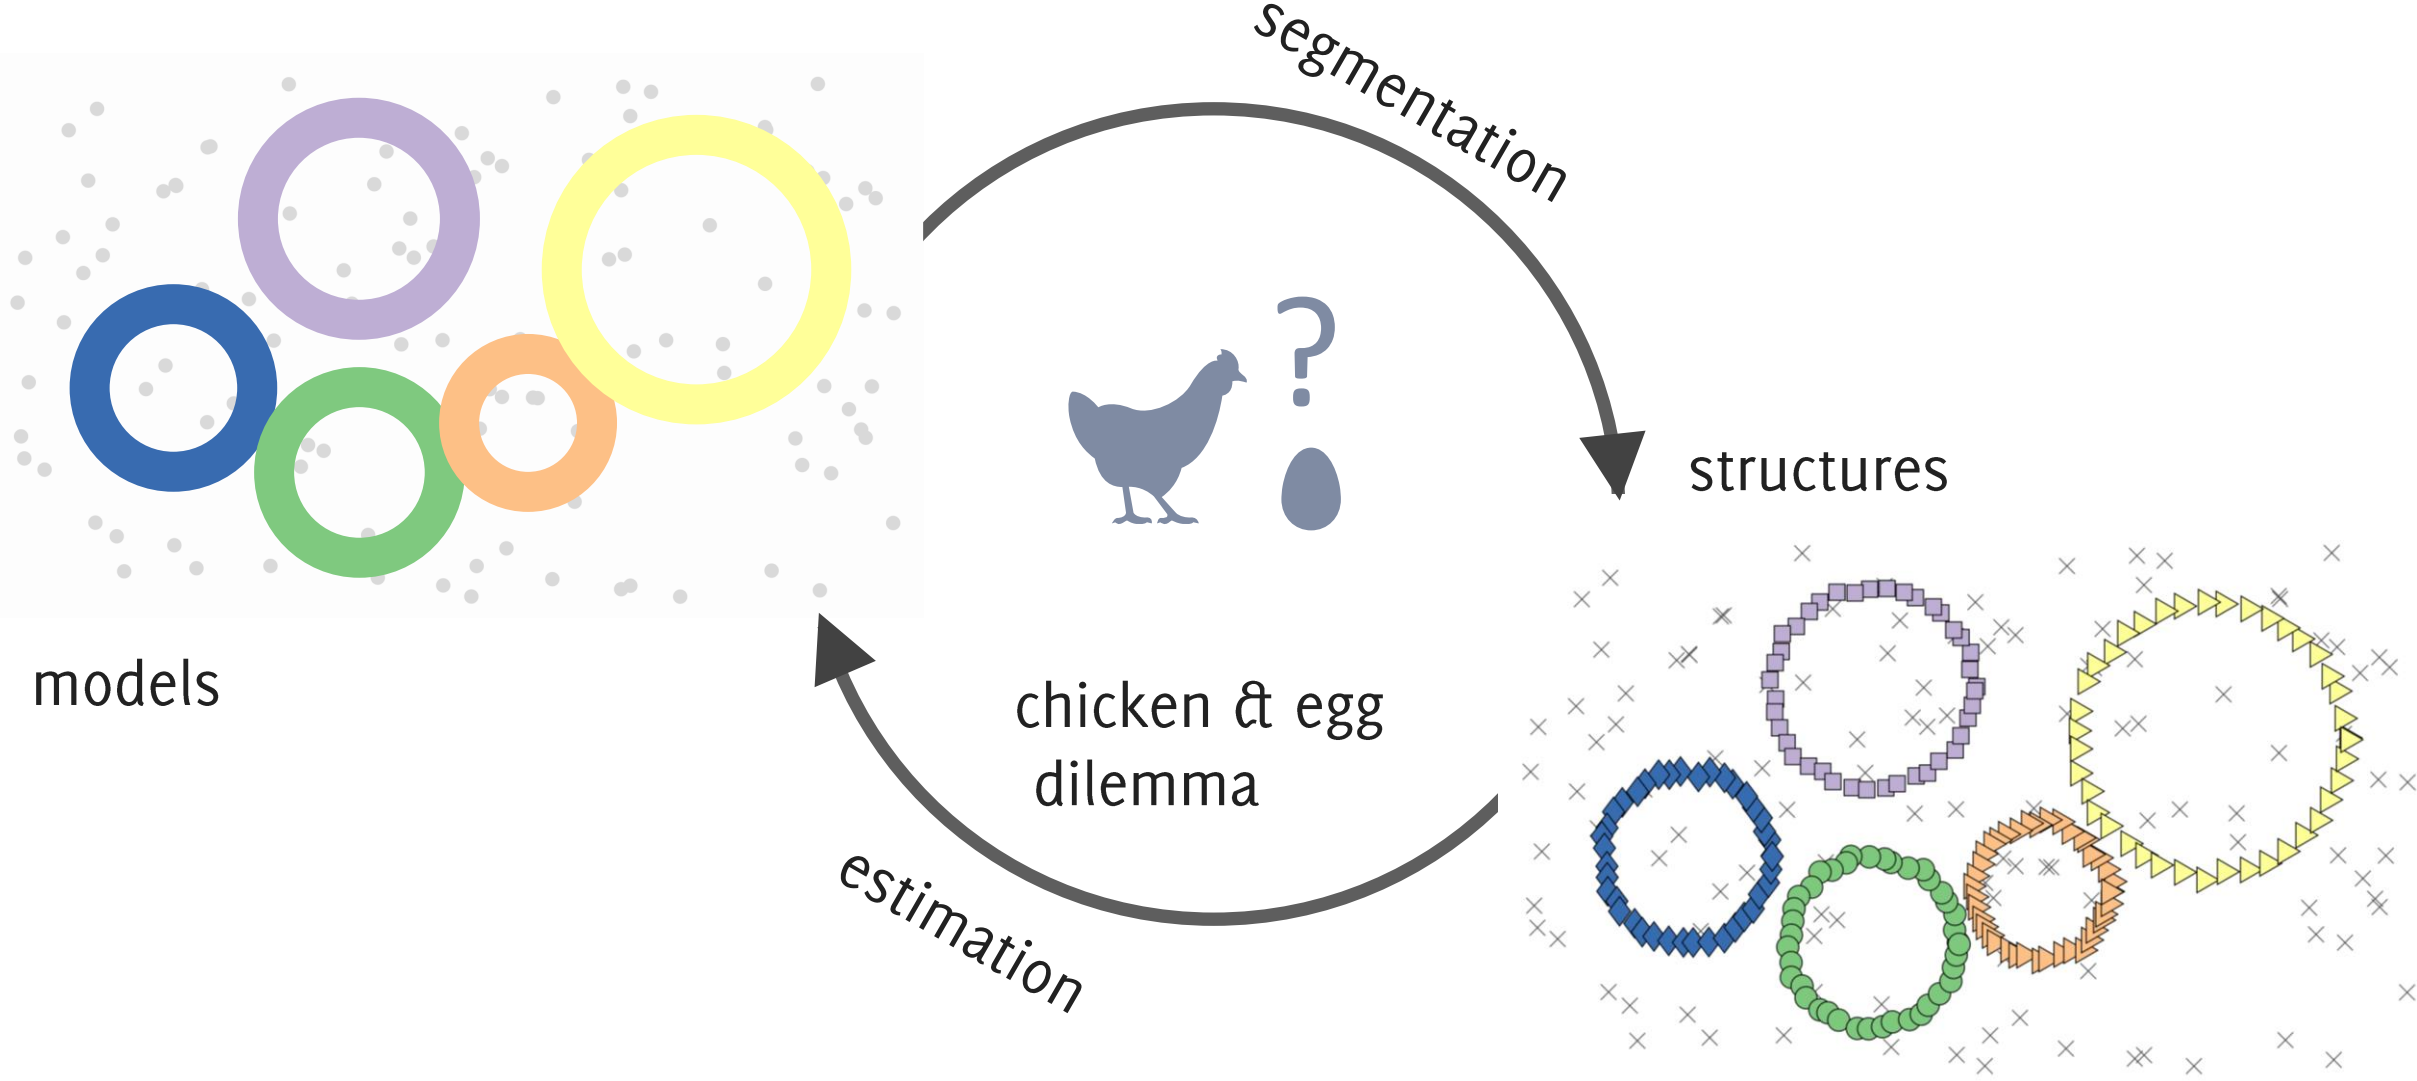 segmentation
?
structures
models
chicken & egg
dilemma
estimation